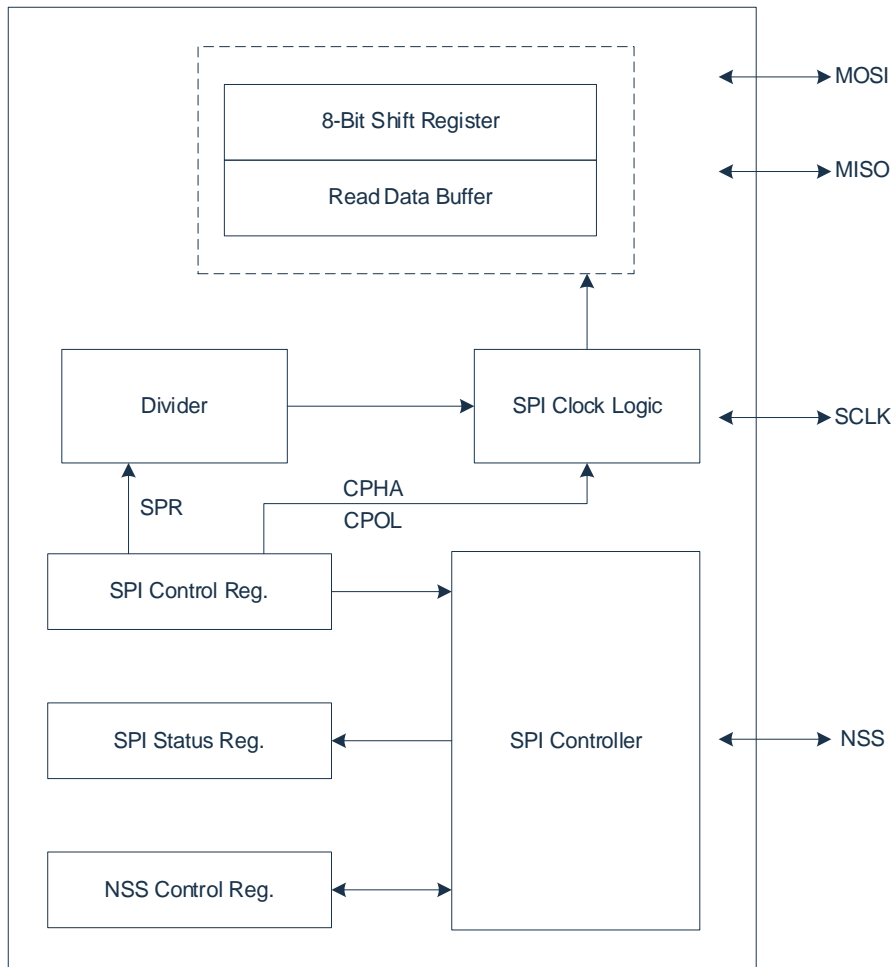 MOSI
8-Bit Shift Register
MISO
Read Data Buffer
Divider
SPI Clock Logic
SCLK
CPHA
SPR
CPOL
SPI Control Reg.
SPI Status Reg.
SPI Controller
NSS
NSS Control Reg.